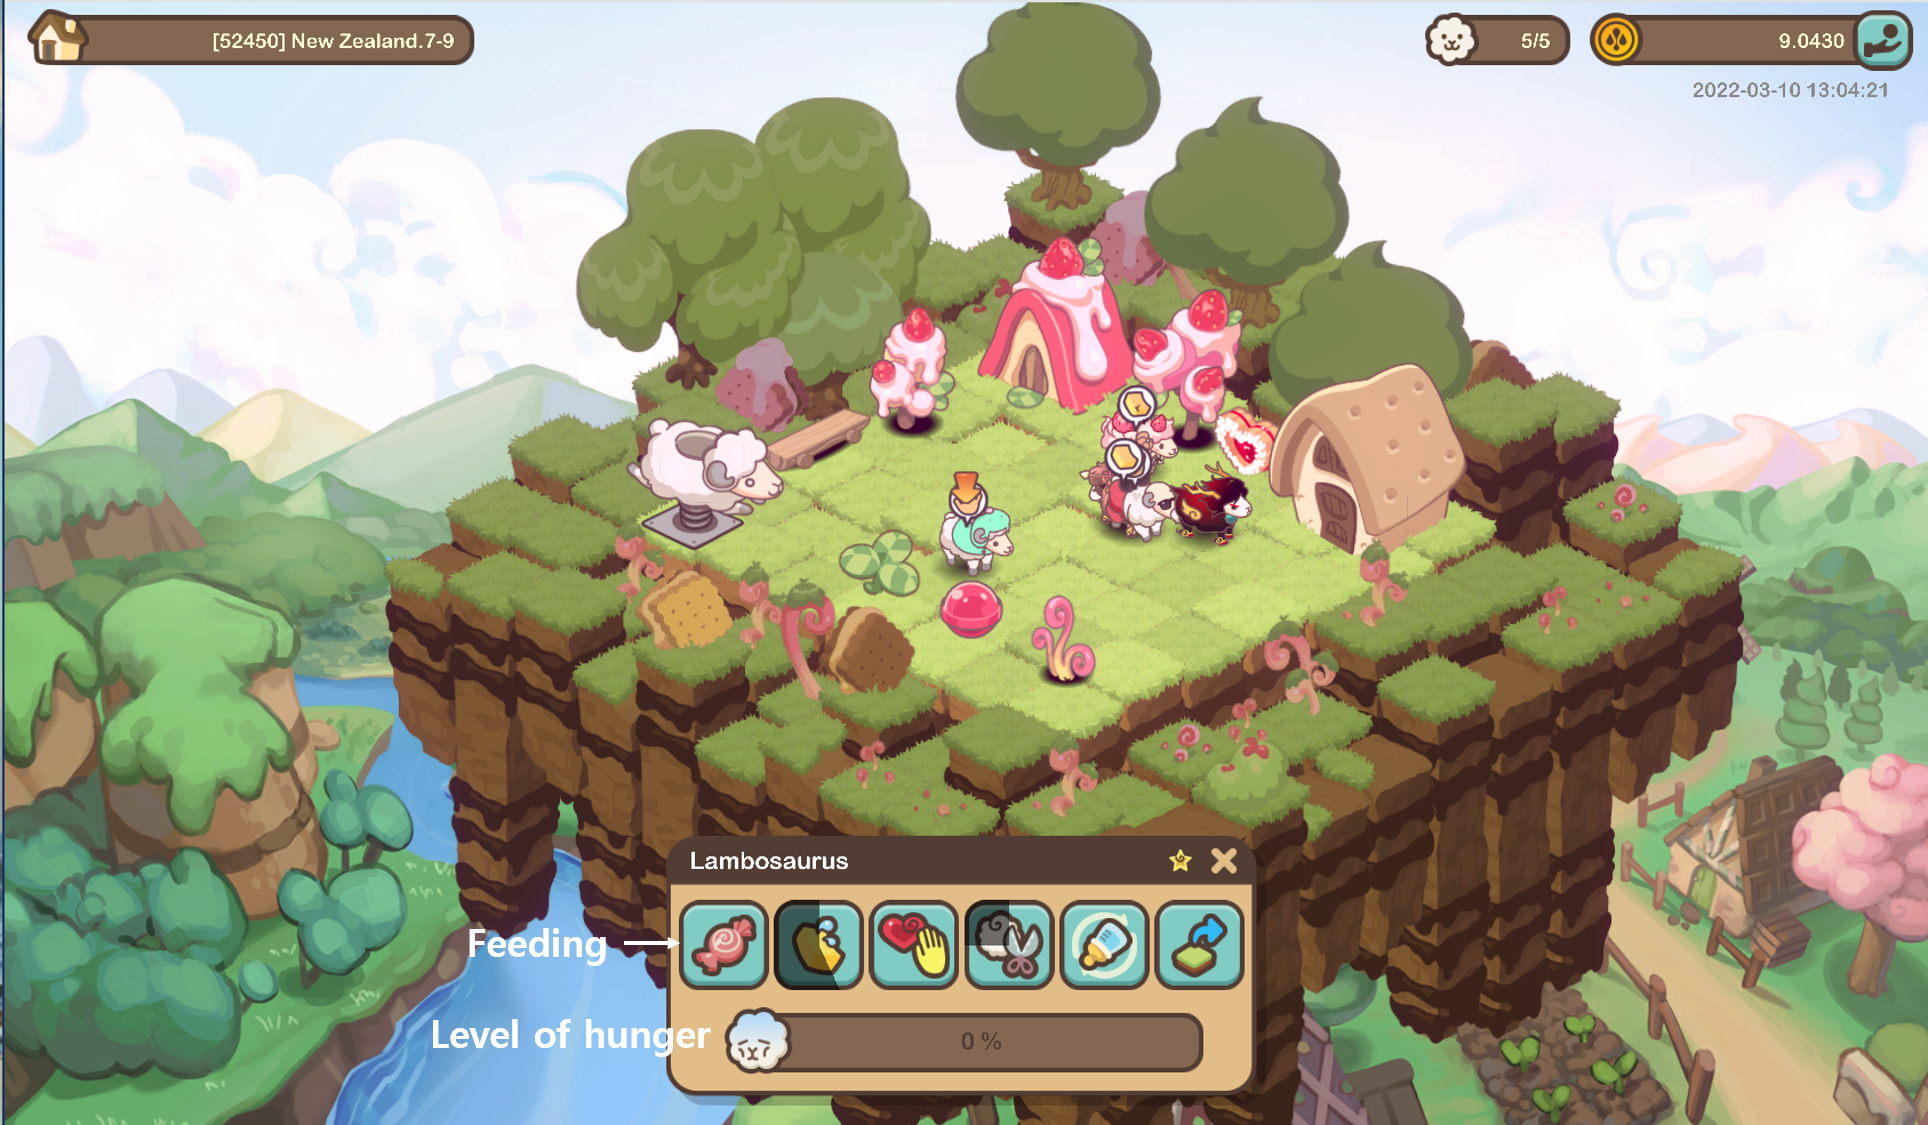 [52450] New Zealand.7-9
5/5
9.0430
2022-03-10 13:04:21
Lambosaurus
Feeding
Level of hunger
0 %